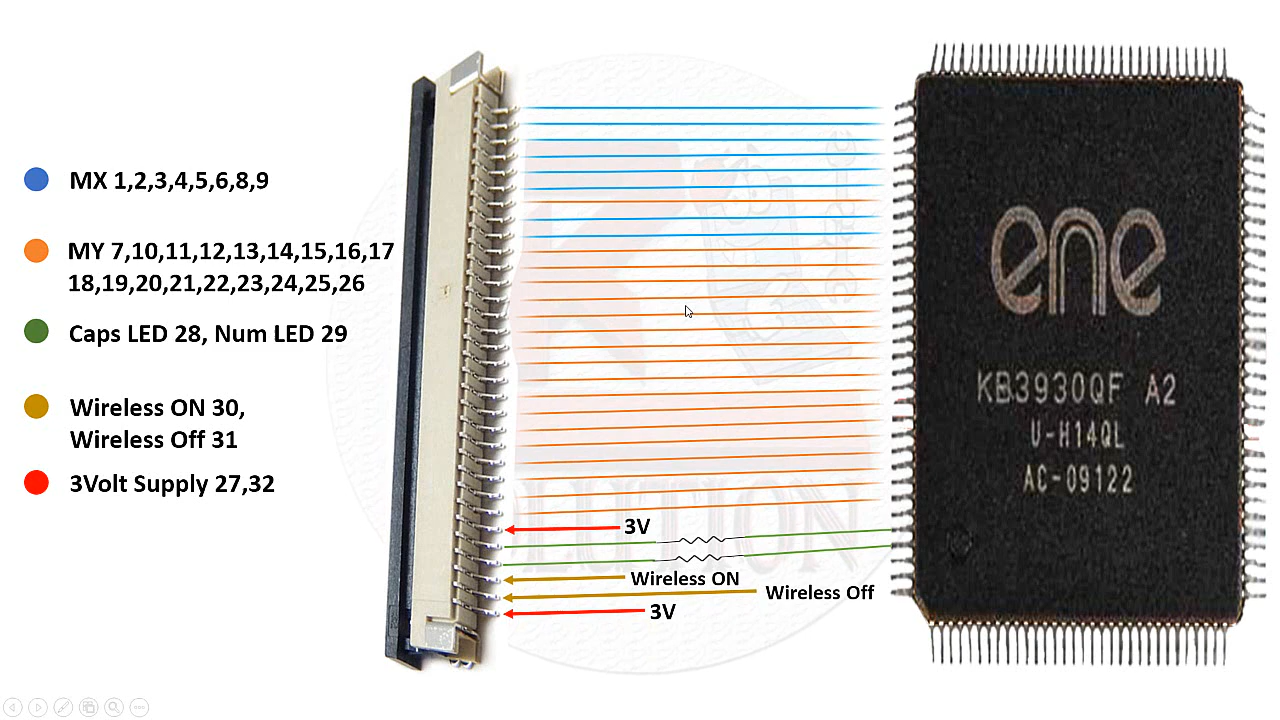 MX 1,2,3,4,5,6,8,9
MY 7,10,11,12,13,14,15,16,17
18,19,20,21,22,23,24,25,26
Caps LED 28, Num LED 29
Wireless ON 30,
Wireless Off 31
3Volt Supply 27,32
3V
Wireless ON
Wireless Off
3V
ene
KB3930QF A2
U-H14QL
AC-09122